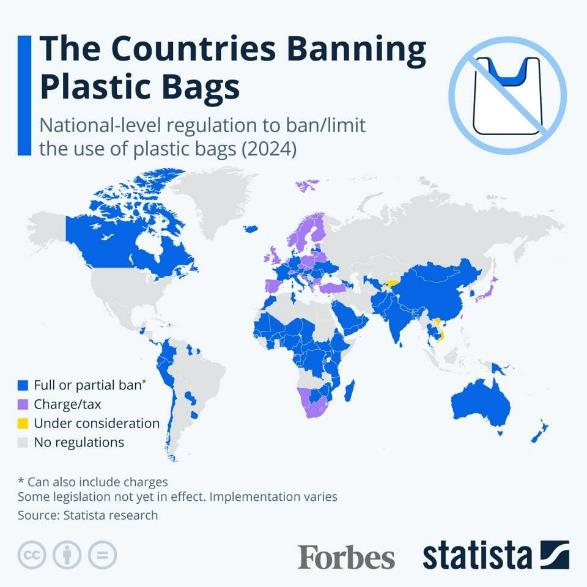 The Countries Banning
Plastic Bags
National-level regulation to ban/limit
the use of plastic bags (2024)
Full or partial ban*
Charge/tax
Under consideration
No regulations
* Can also include charges
Some legislation not yet in effect. Implementation varies
Source: Statista research
cc
Forbes
statista